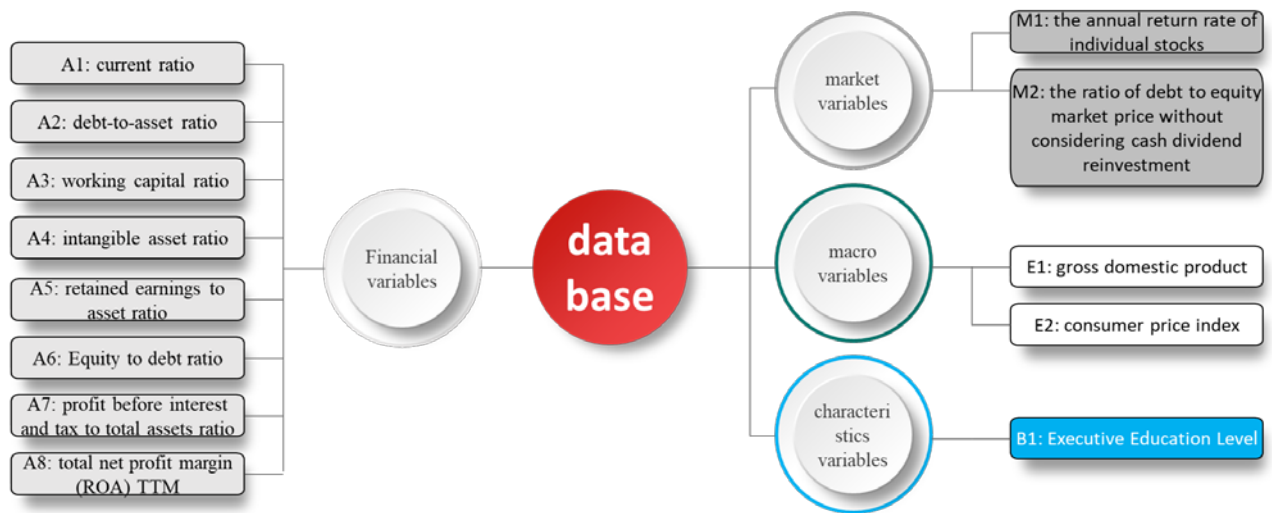 A1: current ratio
A2: debt-to-asset ratio
A3: working capital ratio
A4: intangible asset ratio
A5: retained earnings to
asset ratio
A6: Equity to debt ratio
A7: profit before interest
and tax to total assets ratio
A8: total net profit margin
(ROA) TTM
Financial
variables
data
base
market
variables
M1: the annual return rate of
individual stocks
M2: the ratio of debt to equity
market price without
considering cash dividend
reinvestment
macro
variables
E1: gross domestic product
E2: consumer price index
characteri
stics
variables
B1: Executive Education Level